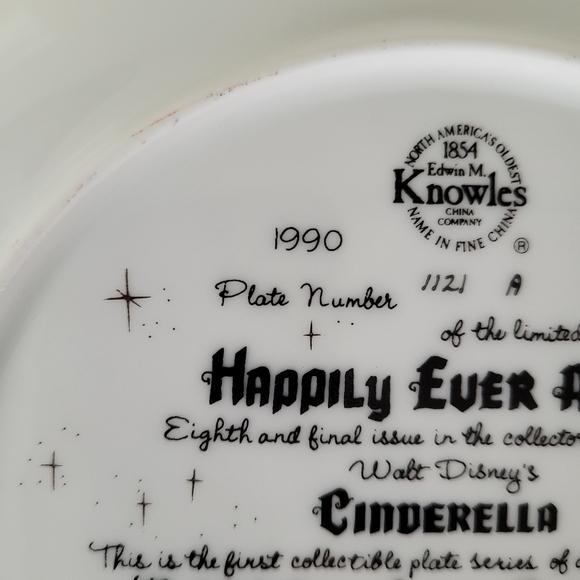 NORTH AMERICA'S OLDEST
1854
Edwin M.
Knowles
CHINA
COMPANY
NAME IN FINE CHINA
®
1990
Plate Number 1121 A
of the limited
HAPPILY EVER A
Eighth and final issue in the collecto
Walt Disney's
CINDERELLA
This is the first collectible plate series of